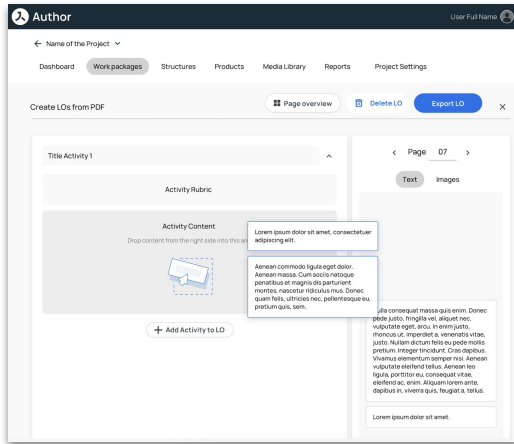 Author
User Full Name
Name of the Project
Dashboard Work packages Structures Products Media Library Reports Project Settings
Create LOs from PDF
Page overview
Delete LO
Export LO
Title Activity 1
Activity Rubric
Activity Content
Drop content from the right side into this
+ Add Activity to LO
Lorem ipsum dolor sit amet, consectetuer
adipiscing elit.
Aenean commodo ligula eget dolor.
Aenean massa. Cum sociis natoque
penatibus et magnis dis parturient
montes, nascetur ridiculus mus. Donec
quam felis, ultricies nec, pellentesque eu,
pretium quis, sem.
Page 07
Text Images
Nulla consequat massa quis enim. Donec
pede justo, fringilla vel, aliquet nec,
vulputate eget, arcu. In enim justo,
rhoncus ut, imperdiet a, venenatis vitae,
justo. Nullam dictum felis eu pede mollis
pretium. Integer tincidunt. Cras dapibus.
Vivamus elementum semper nisi. Aenean
vulputate eleifend tellus. Aenean leo
ligula, porttitor eu, consequat vitae,
eleifend ac, enim. Aliquam lorem ante,
dapibus in, viverra quis, feugiat a, tellus.
Lorem ipsum dolor sit amet.